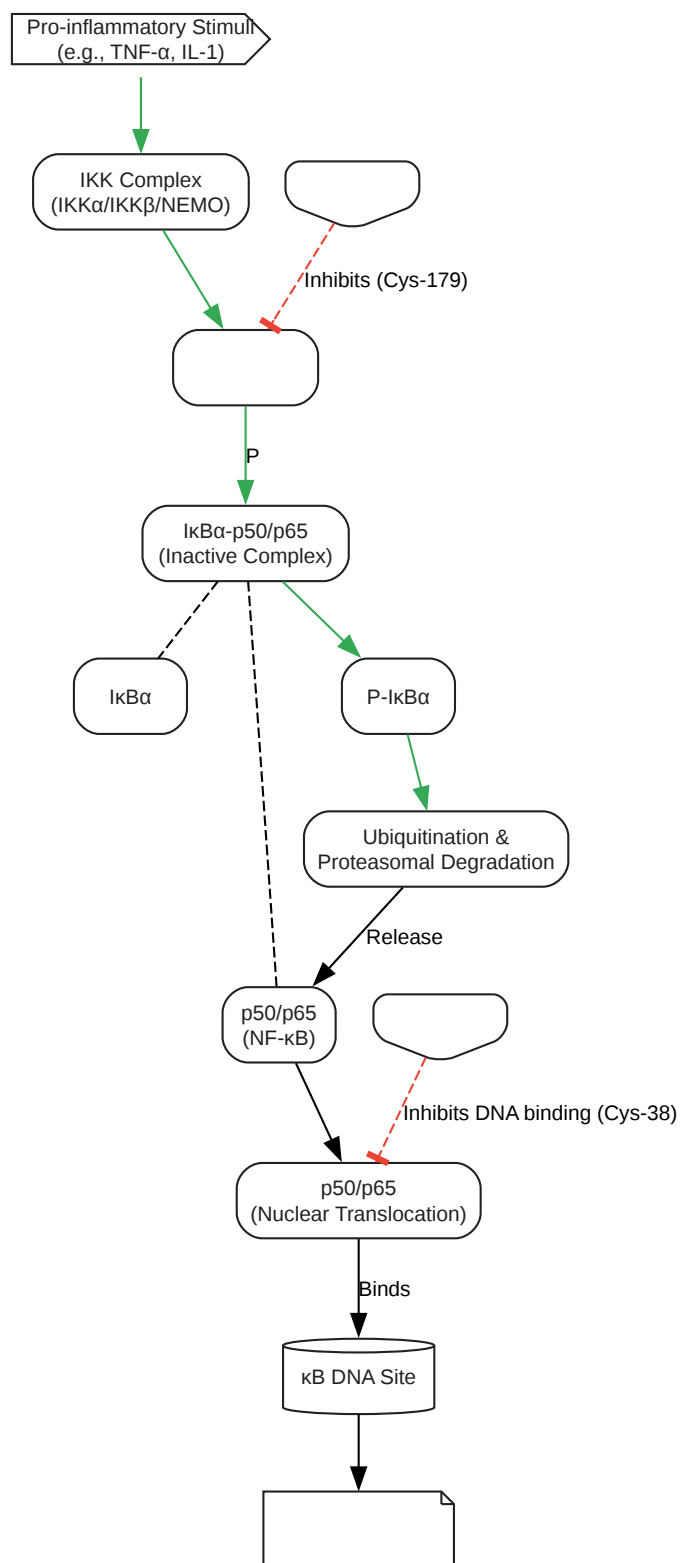 Pro-inflammatory Stimuli
(e.g., TNF-α, IL-1)
IKK Complex
(IKKα/IKKβ/NEMO)
Inhibits (Cys-179)
P
IκBα-p50/p65
(Inactive Complex)
IκBα
P-IκBα
Ubiquitination &
Proteasomal Degradation
Release
p50/p65
(NF-κB)
Inhibits DNA binding (Cys-38)
p50/p65
(Nuclear Translocation)
Binds
κB DNA Site